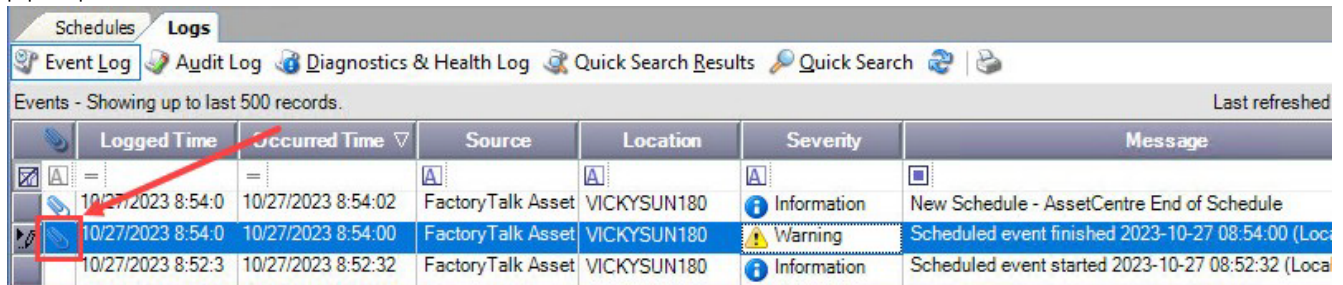 Schedules Logs
Event Log Audit Log Diagnostics & Health Log Quick Search Results Quick Search
Events - Showing up to last 500 records. Last refreshed
Logged Time Occurred Time Source Location Severity Message
A = = A A A
10/27/2023 8:54:0 10/27/2023 8:54:02 FactoryTalk Asset VICKYSUN180 Information New Schedule - AssetCentre End of Schedule
10/27/2023 8:54:0 10/27/2023 8:54:00 FactoryTalk Asset VICKYSUN180 Warning Scheduled event finished 2023-10-27 08:54:00 (Loca
10/27/2023 8:52:3 10/27/2023 8:52:32 FactoryTalk Asset VICKYSUN180 Information Scheduled event started 2023-10-27 08:52:32 (Local